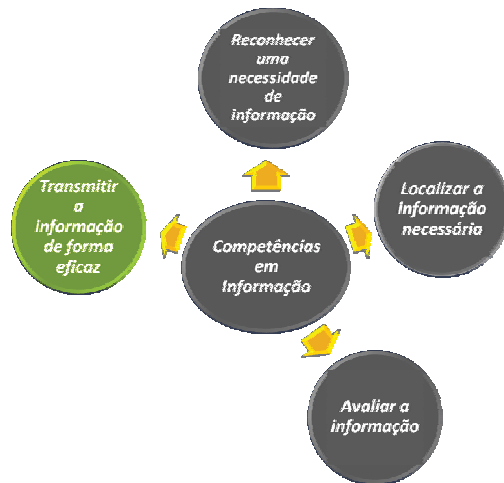 Reconhecer
uma
necessidade
de
informação
Transmitir
a
informação
de forma
eficaz
Localizar a
Informação
necessária
Competências
em
Informação
Avaliar a
informação